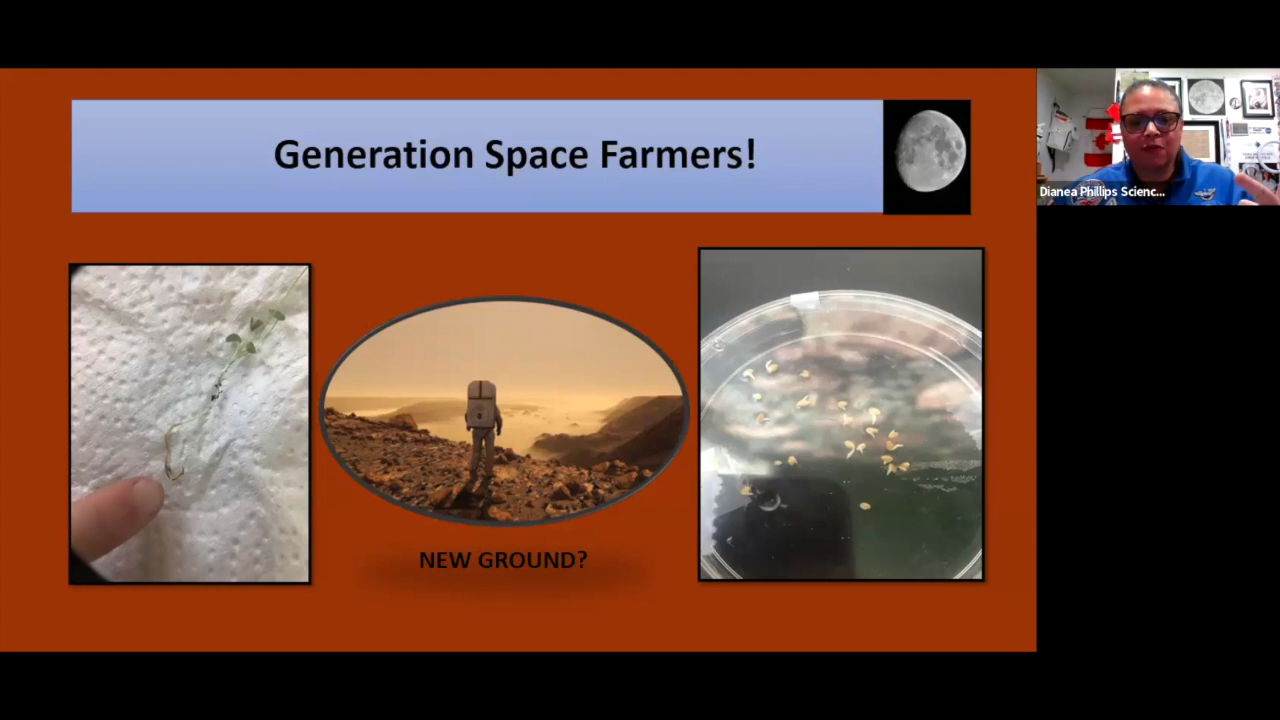 Generation Space Farmers!
Dianea Phillips Scienc...
NEW GROUND?